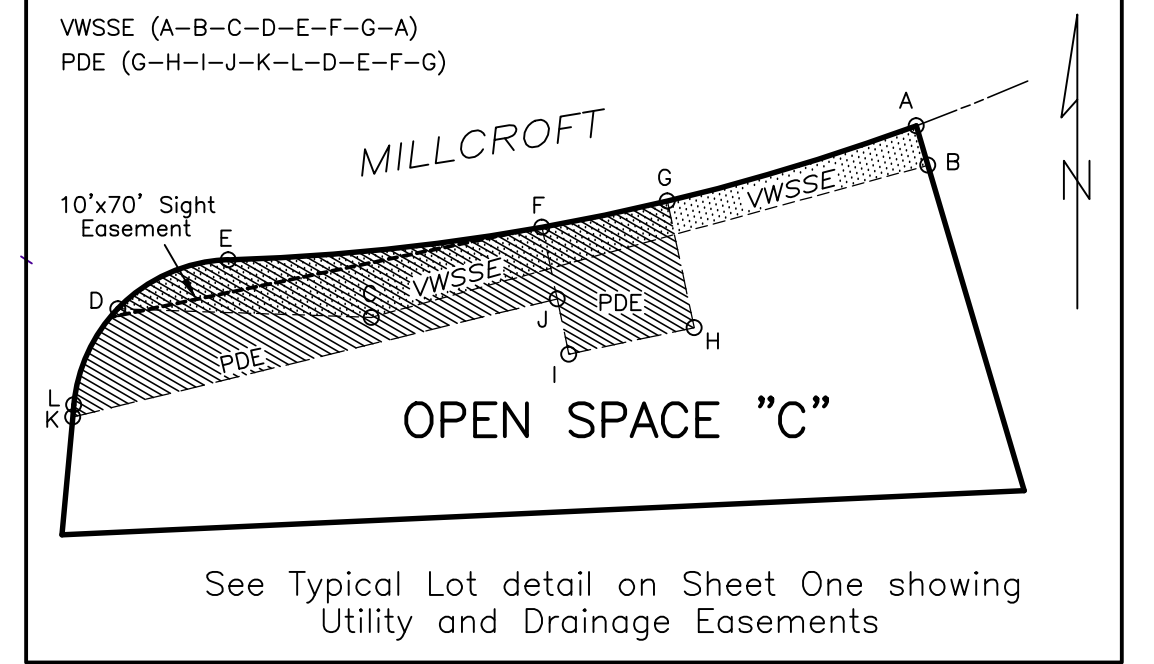 VWSSE (A-B-C-D-E-F-G-A)
PDE (G-H-I-J-K-L-D-E-F-G)
MILLCROFT
A
B
VWSSE
G
F
10'x70' Sight
Easement
E
D
C
VWSSE
J
PDE
H
I
PDE
L
K
N
OPEN SPACE "C"
See Typical Lot detail on Sheet One showing
Utility and Drainage Easements